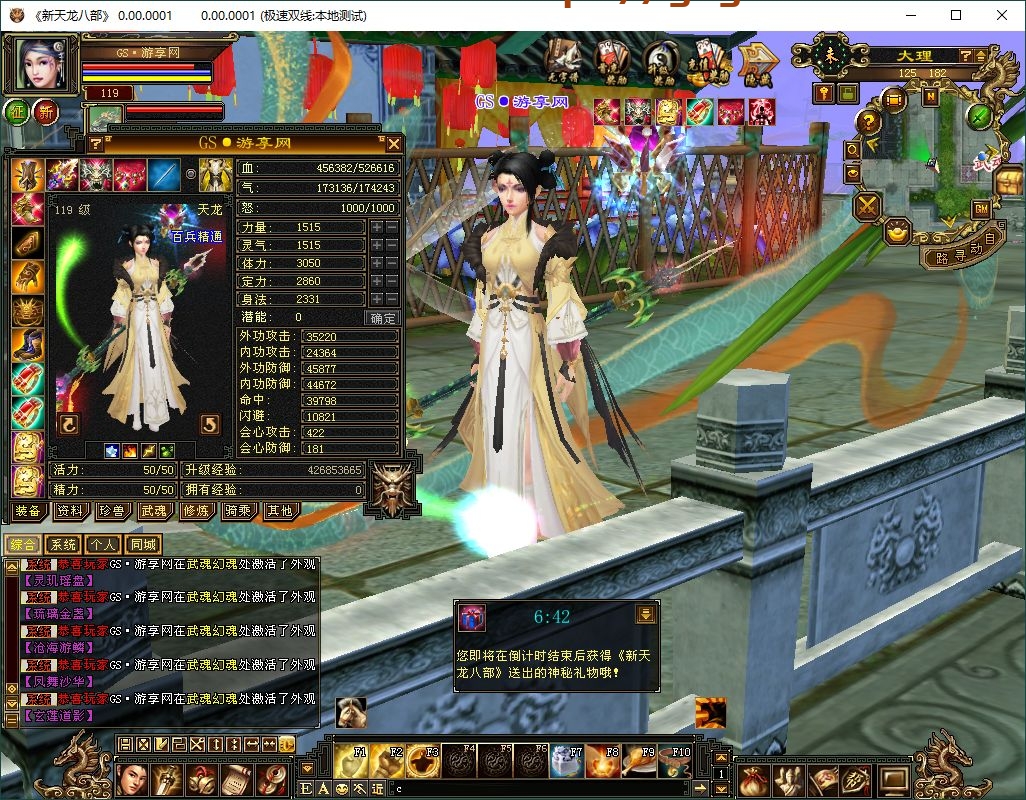 《新天龙八部》 0.00.0001 0.00.0001 (极速双线:本地测试)
GS·游享网
119
征 新
GS●游享网
大理
125 182
N
GM
自动寻路
GS●游享网
119 级
天龙
百兵精通
血: 456382/526616
气: 173136/174243
怒: 1000/1000
力量: 1515
灵气: 1515
体力: 3050
定力: 2860
身法: 2331
潜能: 0 确定
外功攻击: 35220
内功攻击: 24364
外功防御: 45877
内功防御: 44672
命中: 39798
闪避: 10821
会心攻击: 422
会心防御: 181
活力: 50/50 升级经验: 426853665
精力: 50/50 拥有经验: 0
装备 资料 珍兽 武魂 修炼 骑乘 其他
综合 系统 个人 同城
系统 恭喜玩家GS·游享网在武魂幻魂处激活了外观
【灵玑瑶盘】
系统 恭喜玩家GS·游享网在武魂幻魂处激活了外观
【琉璃金盏】
系统 恭喜玩家GS·游享网在武魂幻魂处激活了外观
【沧海游鳞】
系统 恭喜玩家GS·游享网在武魂幻魂处激活了外观
【凤舞沙华】
系统 恭喜玩家GS·游享网在武魂幻魂处激活了外观
【玄莲道影】
6:42
您即将在倒计时结束后获得《新天
龙八部》送出的神秘礼物哦!
F1 F2 F3 F4 F5 F6 F7 F8 F9 F10
1
E A 近 c